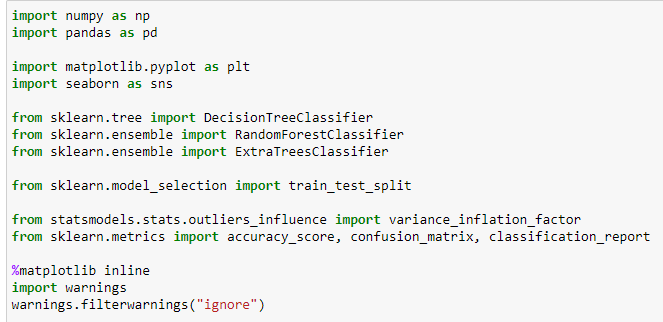 import numpy as np
import pandas as pd
import matplotlib.pyplot as plt
import seaborn as sns
from sklearn.tree import DecisionTreeClassifier
from sklearn.ensemble import RandomForestClassifier
from sklearn.ensemble import ExtraTreesClassifier
from sklearn.model_selection import train_test_split
from statsmodels.stats.outliers_influence import variance_inflation_factor
from sklearn.metrics import accuracy_score, confusion_matrix, classification_report
%matplotlib inline
import warnings
warnings.filterwarnings("ignore")